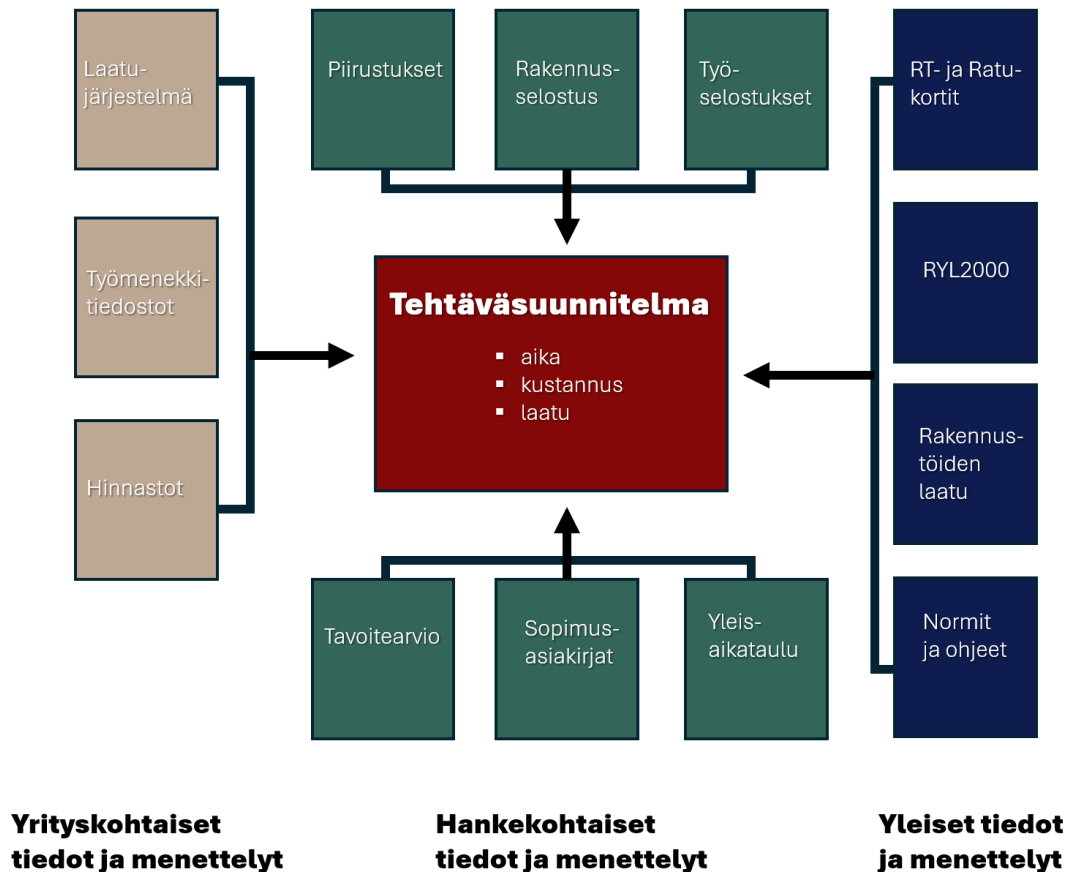 Laatu-
järjestelmä
Piirustukset
Rakennus-
selostus
Työ-
selostukset
RT- ja Ratu-
kortit
Työmenekki-
tiedostot
Tehtäväsuunnitelma
▪ aika
▪ kustannus
▪ laatu
RYL2000
Hinnastot
Rakennus-
töiden
laatu
Tavoitearvio
Sopimus-
asiakirjat
Yleis-
aikataulu
Normit
ja ohjeet
Yrityskohtaiset
tiedot ja menettelyt
Hankekohtaiset
tiedot ja menettelyt
Yleiset tiedot
ja menettelyt